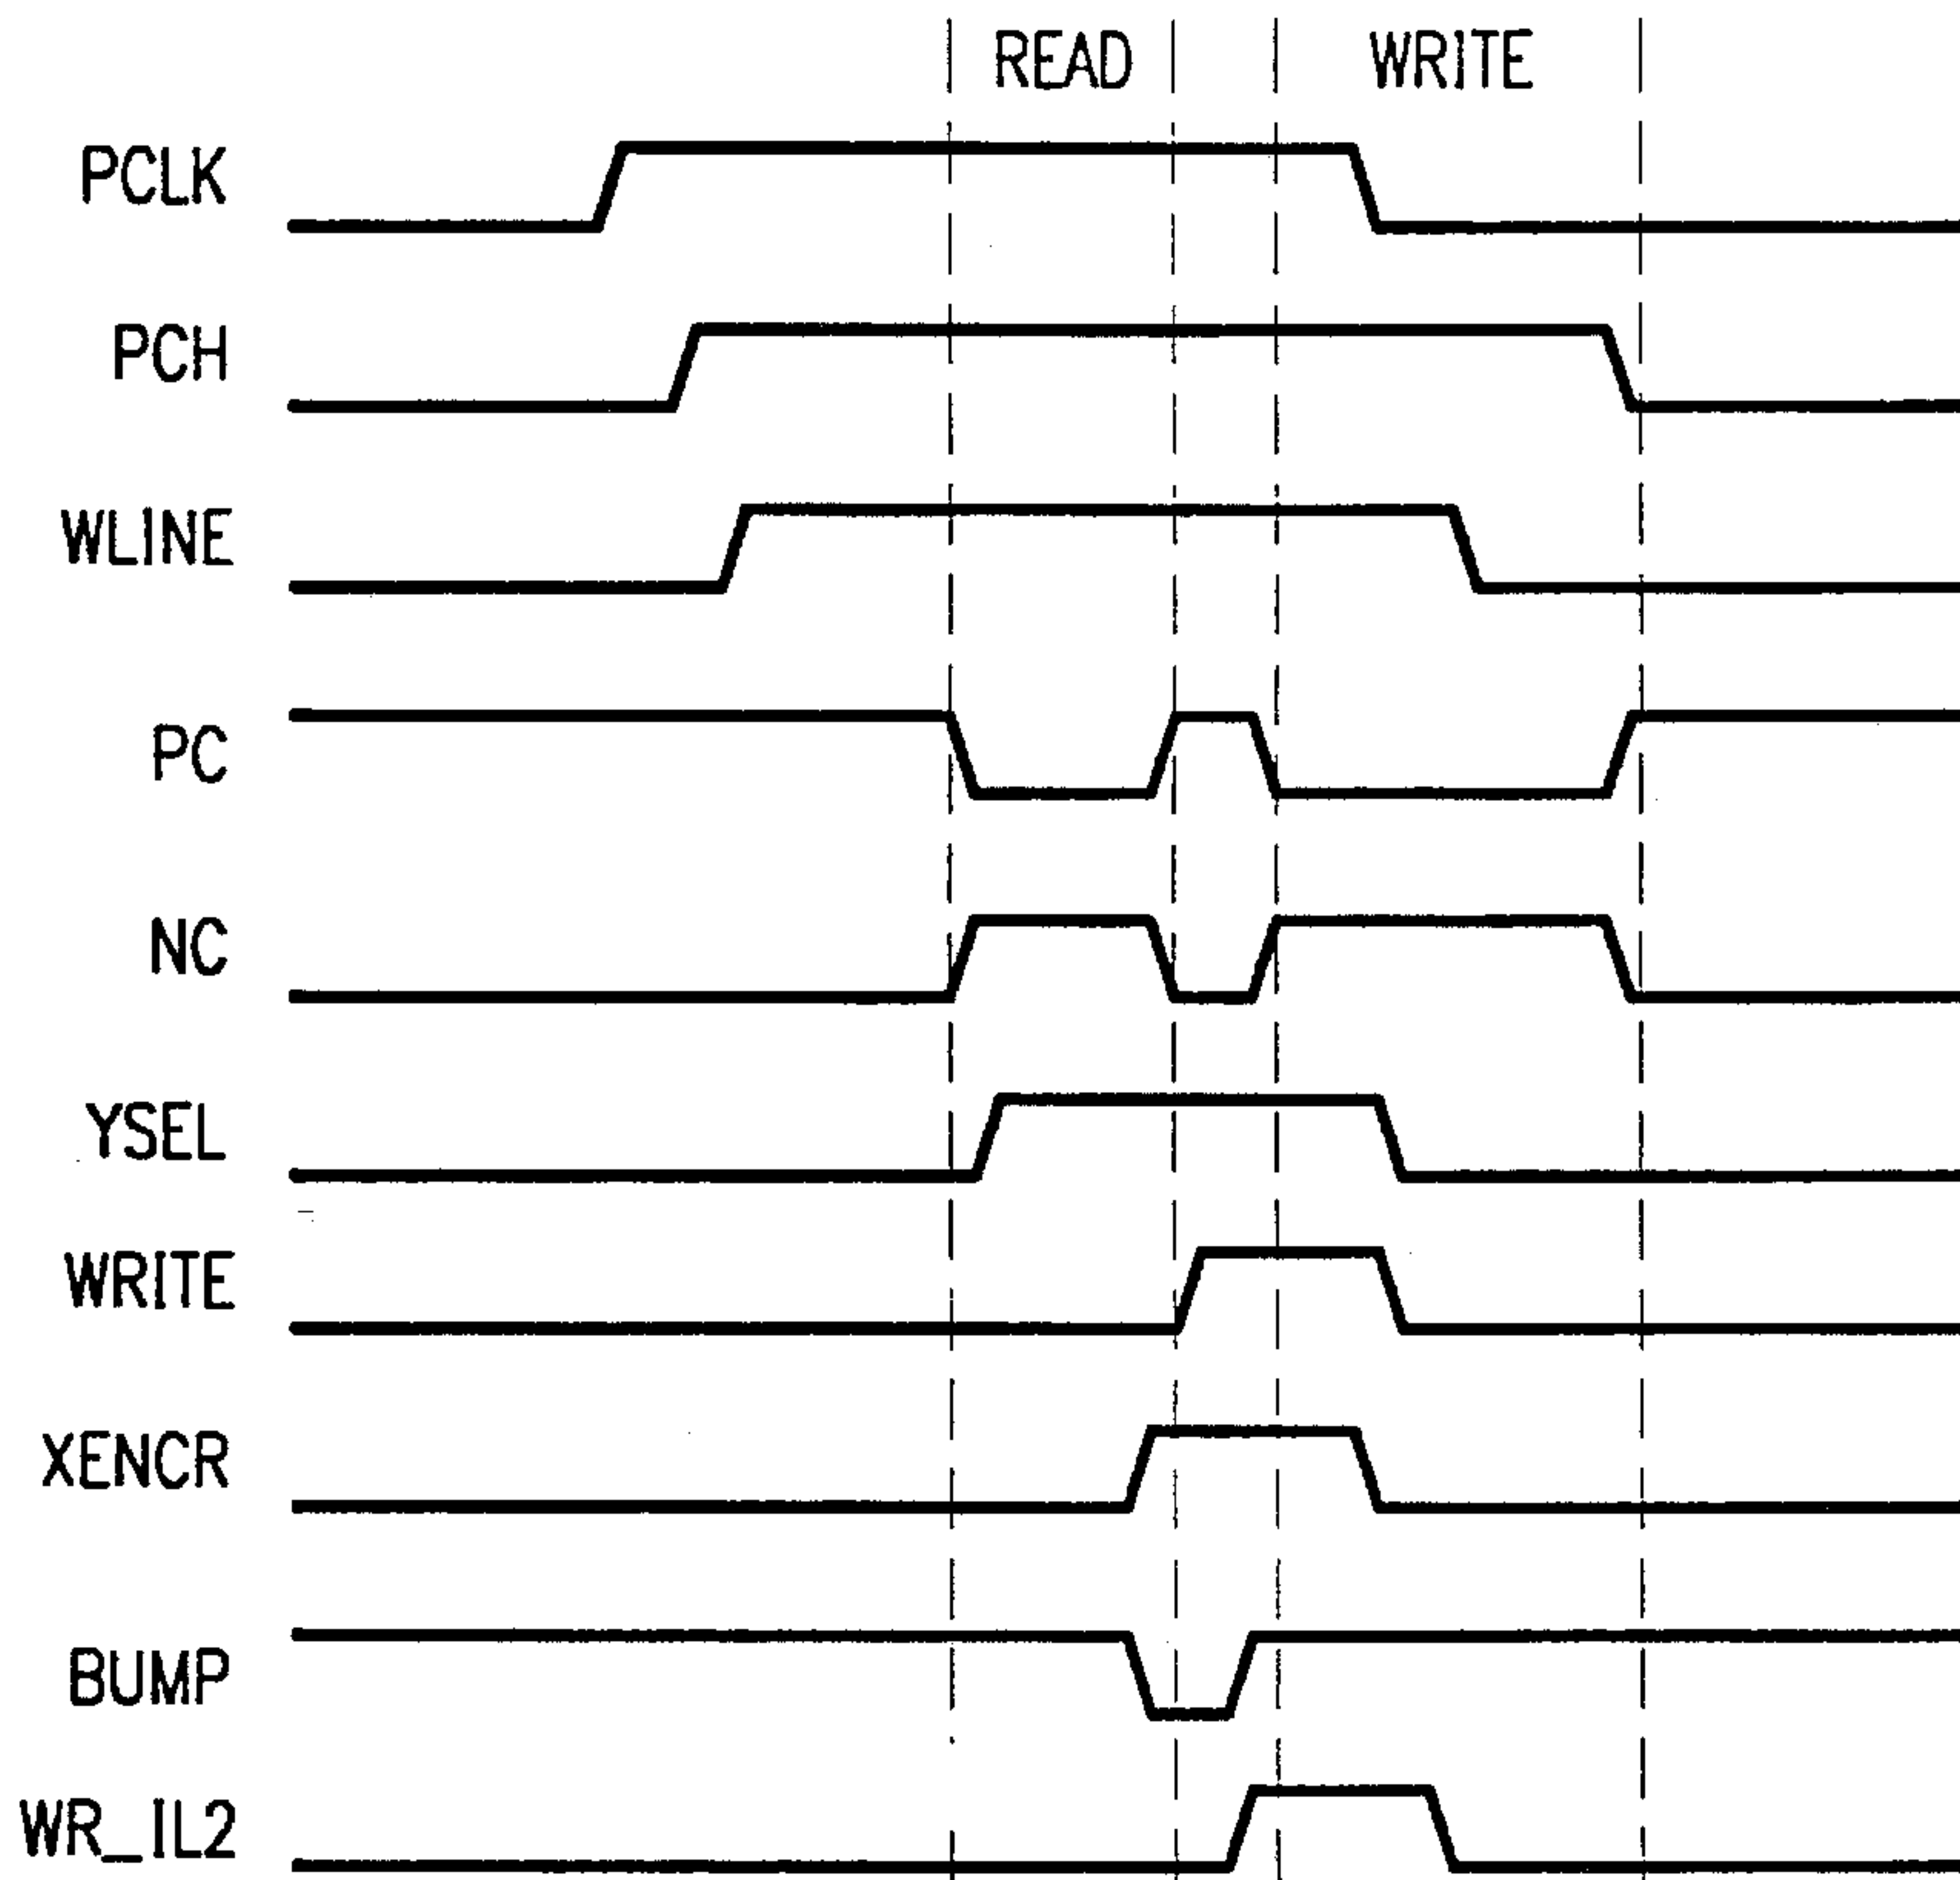 READ WRITE
PCLK
PCH
WLINE
PC
NC
YSEL
WRITE
XENCR
BUMP
WR_IL2